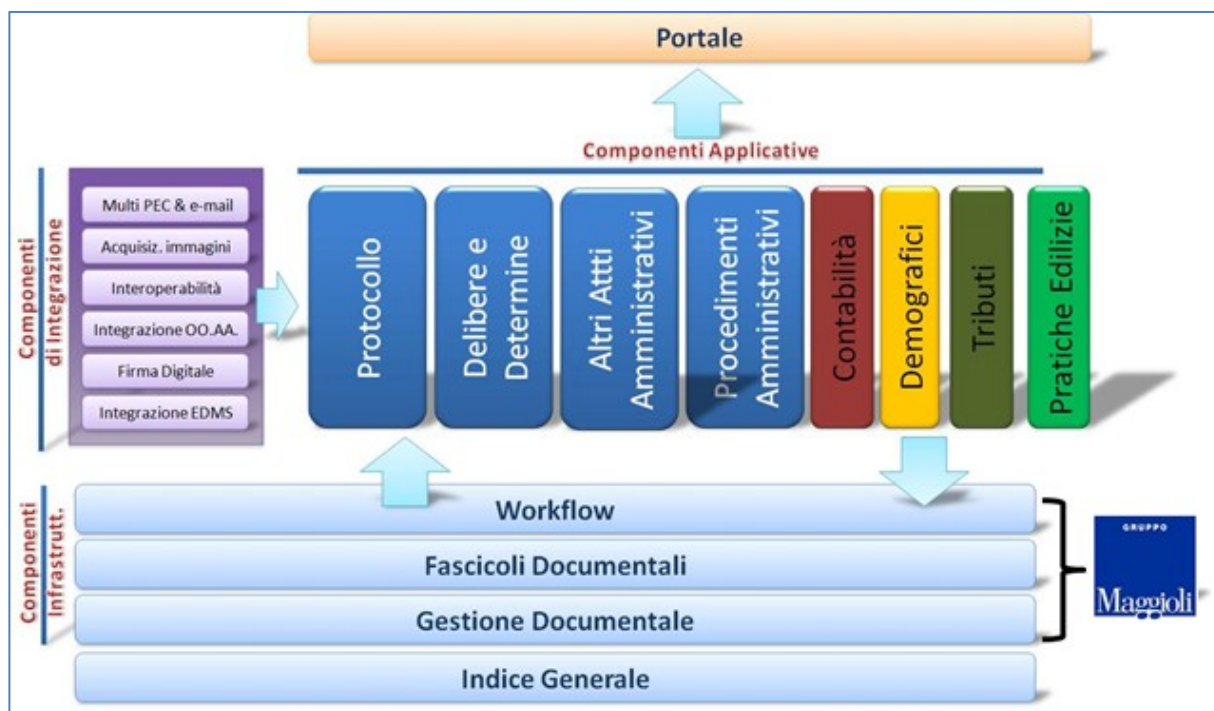 Portale
Componenti Applicative
Componenti
di Integrazione
Multi PEC & e-mail
Acquisiz. immagini
Interoperabilità
Integrazione OO.AA.
Firma Digitale
Integrazione EDMS
Protocollo
Delibere e
Determine
Altri Attti
Amministrativi
Procedimenti
Amministrativi
Contabilità
Demografici
Tributi
Pratiche Edilizie
Componenti
Infrastrutt.
Workflow
Fascicoli Documentali
Gestione Documentale
Indice Generale
GRUPPO
Maggioli